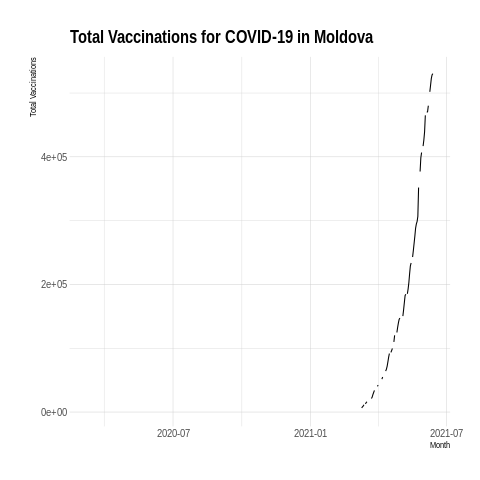 Total Vaccinations for COVID-19 in Moldova
Total Vaccinations
4e+05
2e+05
0e+00
2020-07
2021-01
2021-07
Month